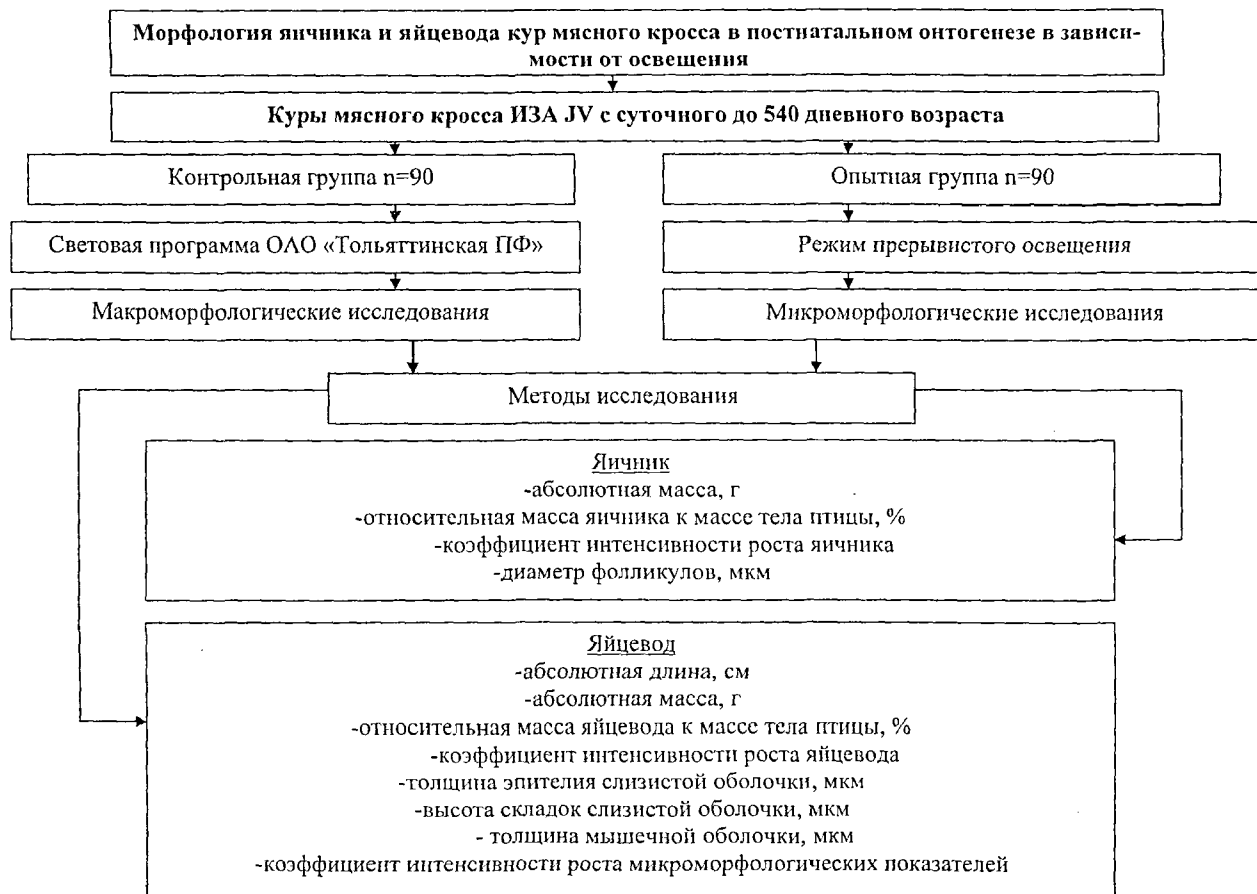 Морфология яичника и яйцевода кур мясного кросса в постнатальном онтогенезе в зависи-
мости от освещения
Куры мясного кросса ИЗА JV с суточного до 540 дневного возраста
Контрольная группа n=90
Опытная группа n=90
Световая программа ОАО «Тольяттинская ПФ»
Режим прерывистого освещения
Макроморфологические исследования
Микроморфологические исследования
Методы исследования
Яичник
-абсолютная масса, г
-относительная масса яичника к массе тела птицы, %
-коэффициент интенсивности роста яичника
-диаметр фолликулов, мкм
Яйцевод
-абсолютная длина, см
-абсолютная масса, г
-относительная масса яйцевода к массе тела птицы, %
-коэффициент интенсивности роста яйцевода
-толщина эпителия слизистой оболочки, мкм
-высота складок слизистой оболочки, мкм
- толщина мышечной оболочки, мкм
-коэффициент интенсивности роста микроморфологических показателей